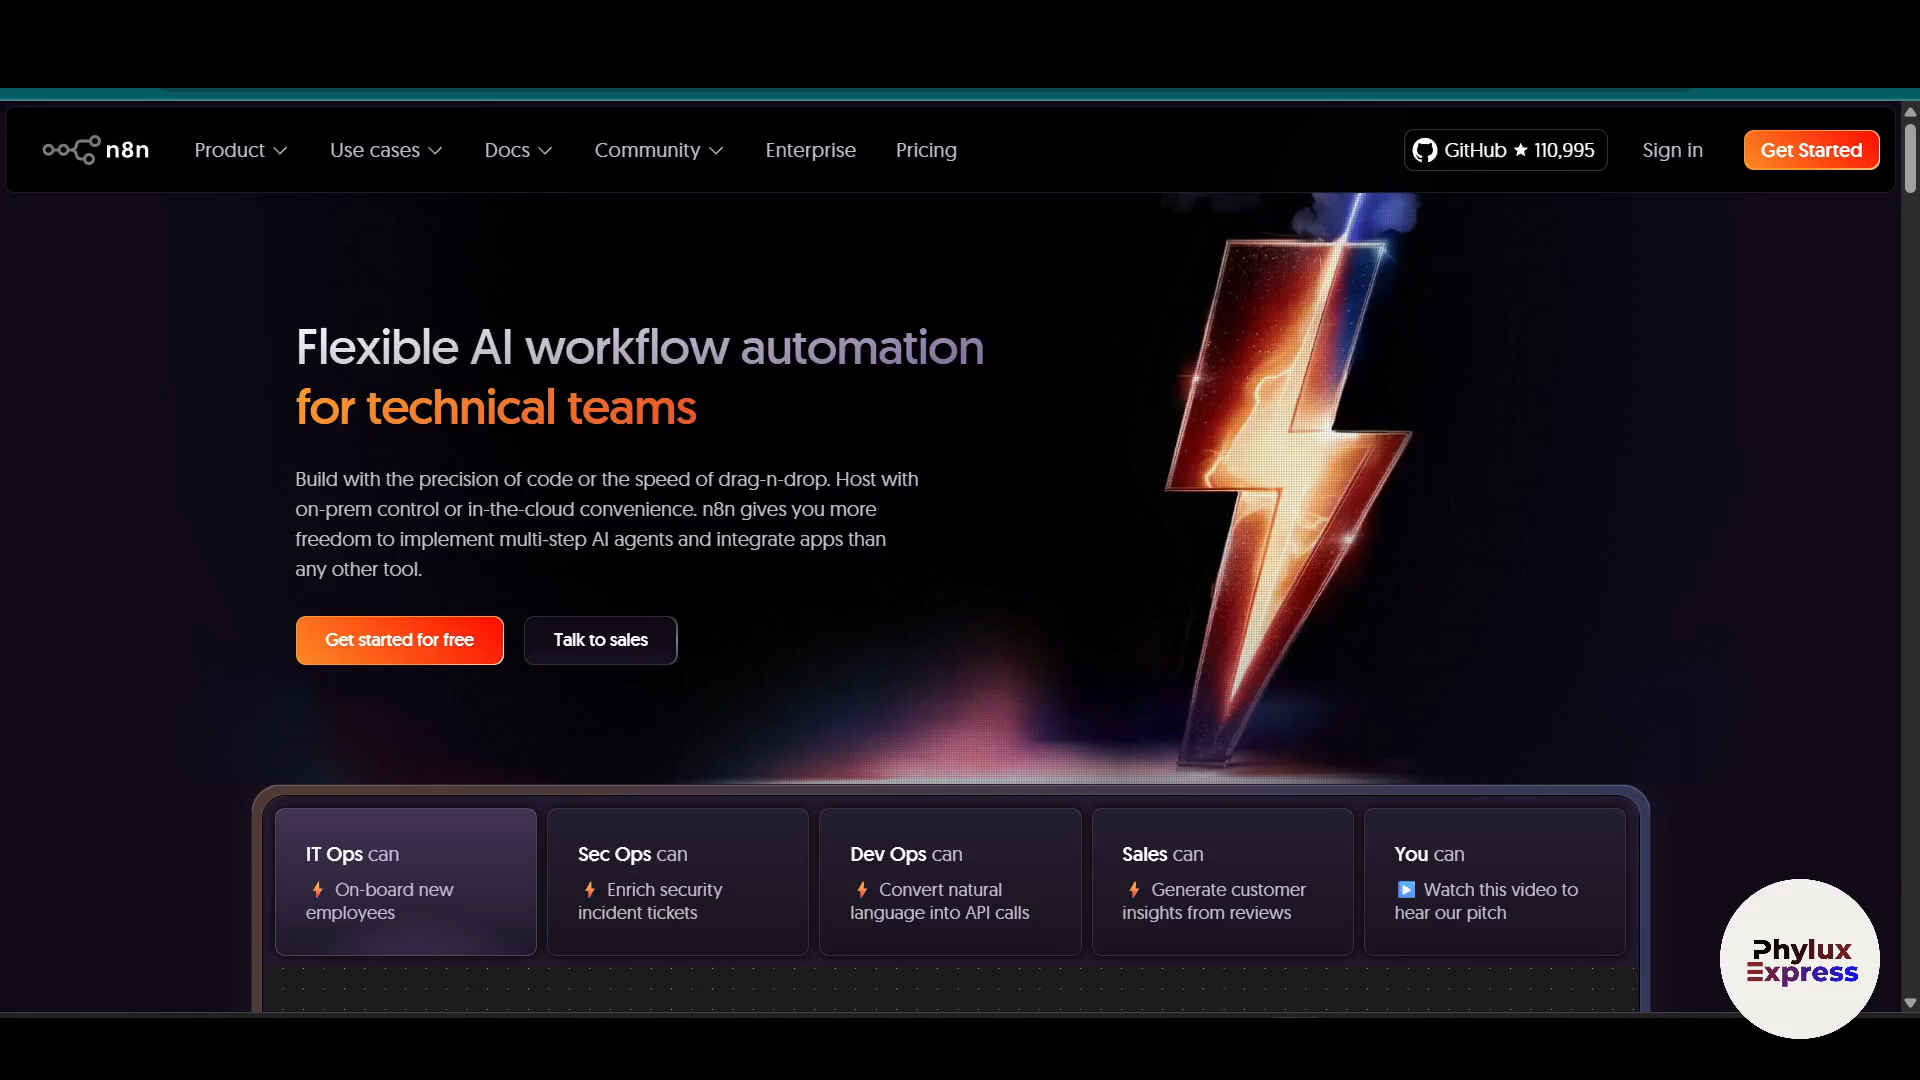 n8n
Product
Use cases
Docs
Community
Enterprise
Pricing
GitHub ★ 110,995
Sign in
Get Started
Flexible AI workflow automation
for technical teams
Build with the precision of code or the speed of drag-n-drop. Host with
on-prem control or in-the-cloud convenience. n8n gives you more
freedom to implement multi-step AI agents and integrate apps than
any other tool.
Get started for free
Talk to sales
IT Ops can
On-board new
employees
Sec Ops can
Enrich security
incident tickets
Dev Ops can
Convert natural
language into API calls
Sales can
Generate customer
insights from reviews
You can
Watch this video to
hear our pitch
Phylux
Express